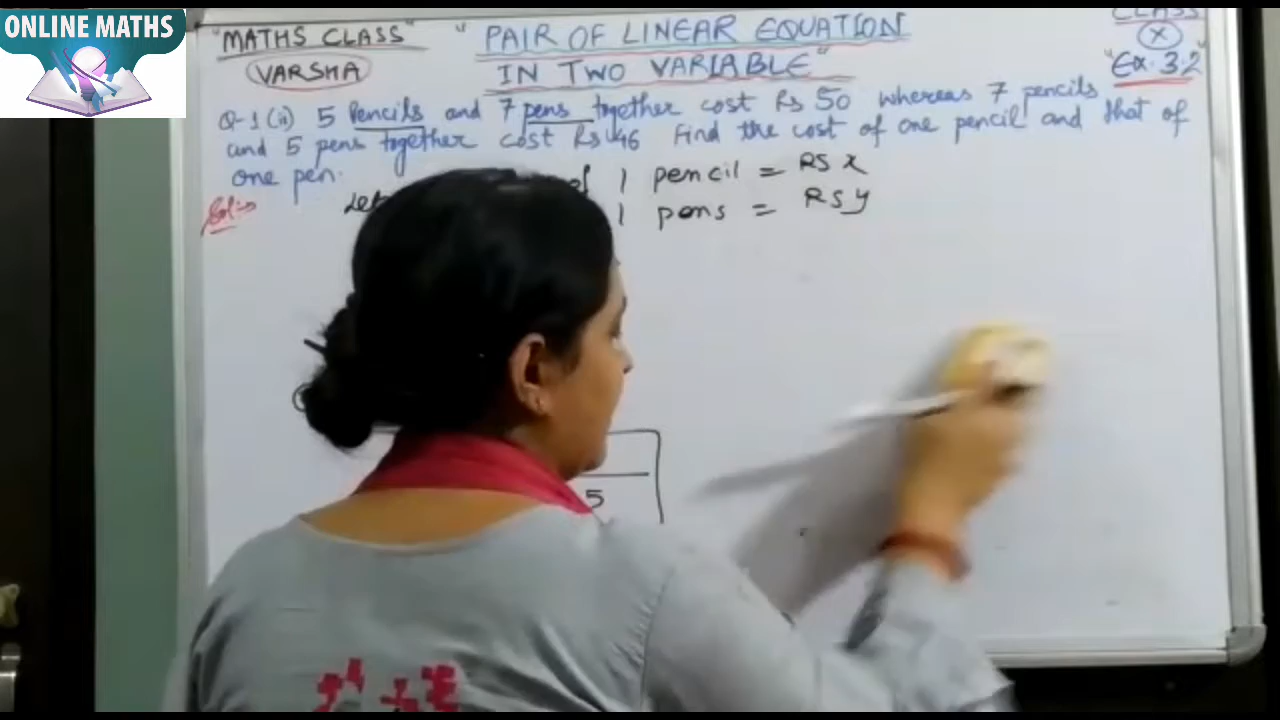 ONLINE MATHS
"MATHS CLASS"
VARSHA
"PAIR OF LINEAR EQUATION
IN TWO VARIABLE"
CLASS
X
"Ex. 3.2"
Q-1 (ii) 5 Pencils and 7 pens together cost Rs 50 whereas 7 pencils
and 5 pens together cost Rs 46 Find the cost of one pencil and that of
one pen.
Sol:->
Let of 1 pencil = RS x
1 pens = RS y
5